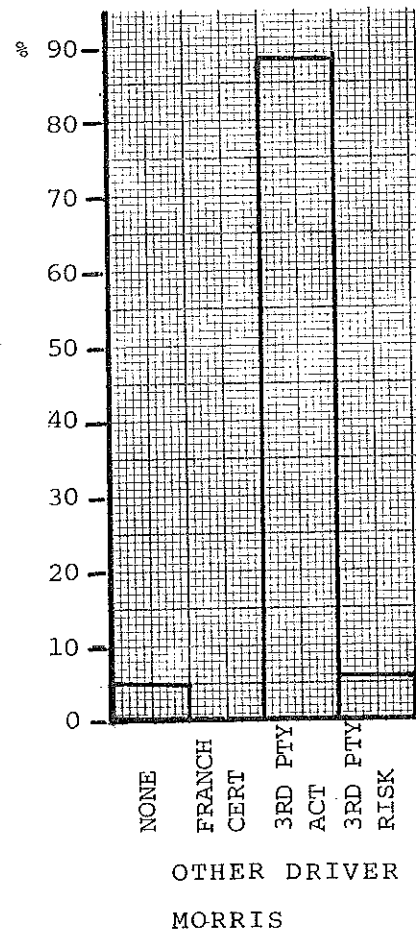 %
90
80
70
60
50
40
30
20
10
0
NONE
FRANCH
CERT
3RD PTY
ACT
3RD PTY
RISK
OTHER DRIVER
MORRIS